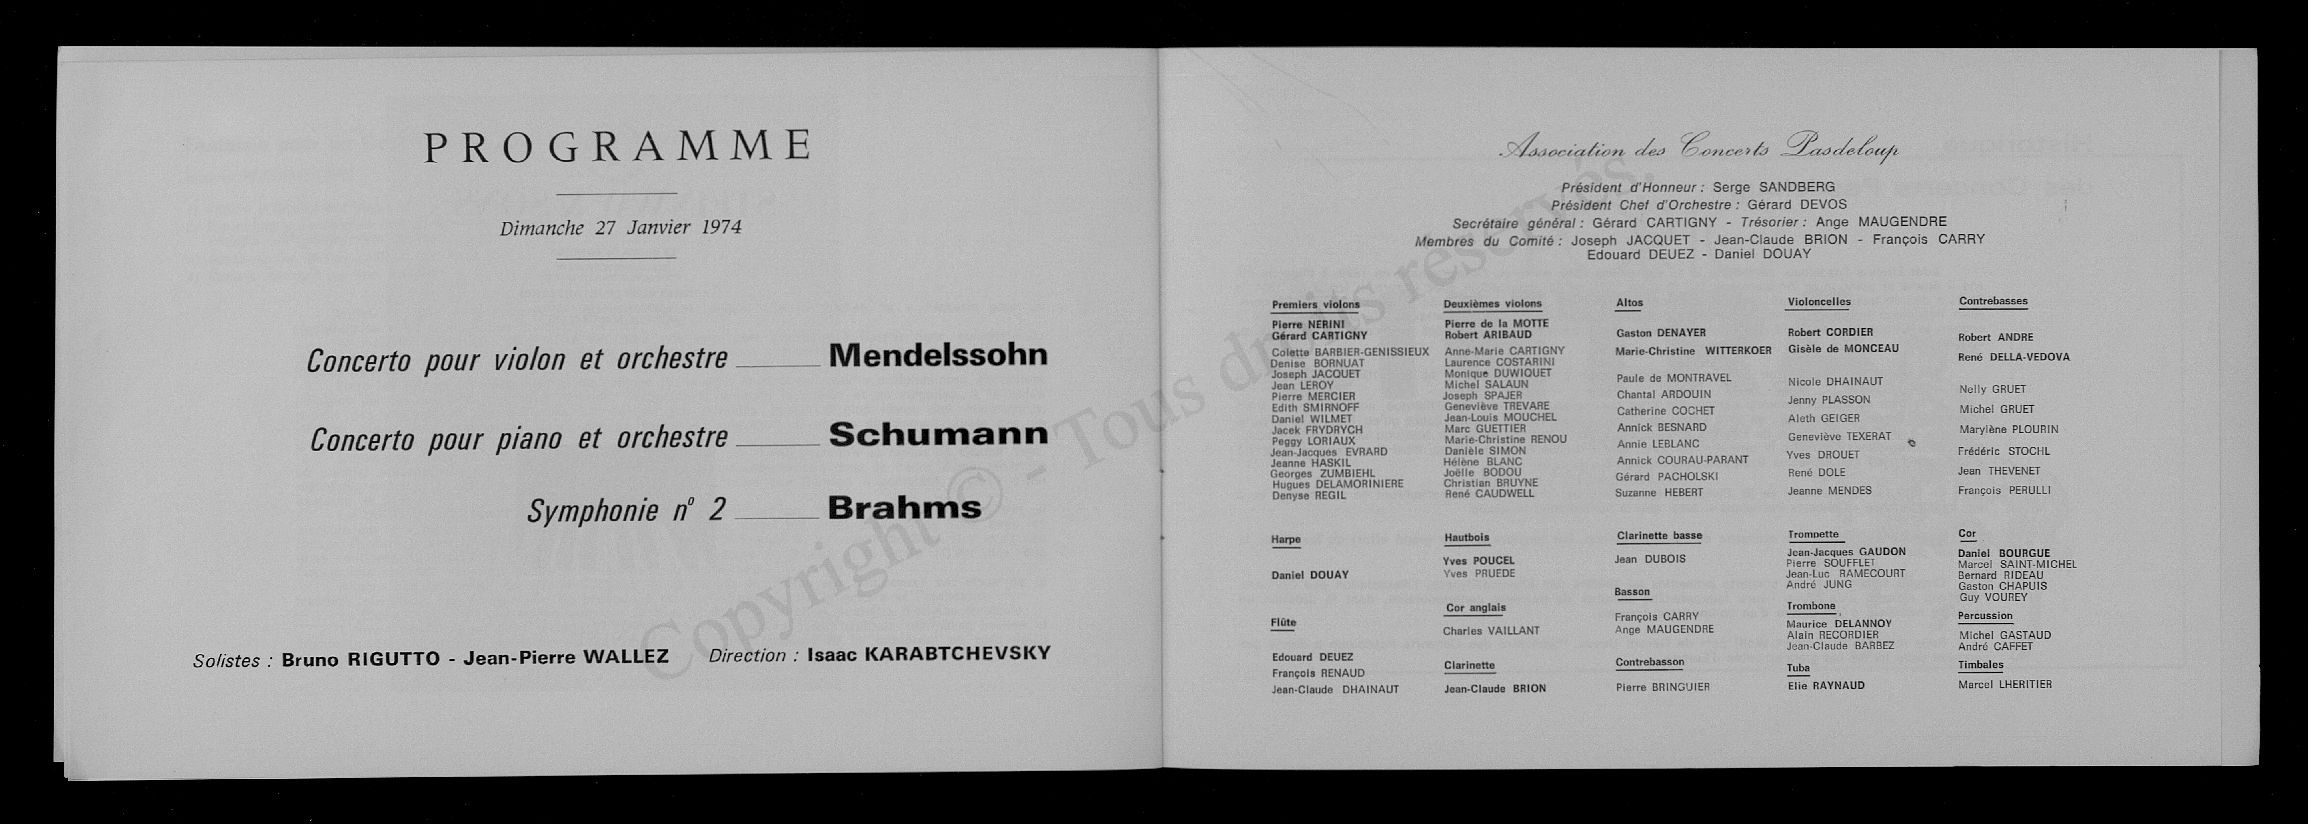 PROGRAMME
Dimanche 27 Janvier 1974
Concerto pour violon et orchestre Mendelssohn
Concerto pour piano et orchestre Schumann
Symphonie nº 2 Brahms
Solistes : Bruno RIGUTTO - Jean-Pierre WALLEZ Direction : Isaac KARABTCHEVSKY
Association des Concerts Pasdeloup
Président d'Honneur : Serge SANDBERG
Président Chef d'Orchestre : Gérard DEVOS
Secrétaire général : Gérard CARTIGNY - Trésorier : Ange MAUGENDRE
Membres du Comité : Joseph JACQUET - Jean-Claude BRION - François CARRY
Edouard DEUEZ - Daniel DOUAY
Premiers violons
Pierre NERINI
Gérard CARTIGNY
Colette BARBIER-GENISSIEUX
Denise BORNUAT
Joseph JACQUET
Jean LEROY
Pierre MERCIER
Edith SMIRNOFF
Daniel WILMET
Jacek FRYDRYCH
Peggy LORIAUX
Jean-Jacques EVRARD
Jeanne HASKIL
Georges ZUMBIEHL
Hugues DELAMORINIERE
Denyse REGIL
Deuxièmes violons
Pierre de la MOTTE
Robert ARIBAUD
Anne-Marie CARTIGNY
Laurence COSTARINI
Monique DUWIQUET
Michel SALAUN
Joseph SPAJER
Geneviève TREVARE
Jean-Louis MOUCHEL
Marc GUETTIER
Marie-Christine RENOU
Danièle SIMON
Hélène BLANC
Joëlle BODOU
Christian BRUYNE
René CAUDWELL
Altos
Gaston DENAYER
Marie-Christine WITTERKOER
Paule de MONTRAVEL
Chantal ARDOUIN
Catherine COCHET
Annick BESNARD
Annie LEBLANC
Annick COURAU-PARANT
Gérard PACHOLSKI
Suzanne HEBERT
Violoncelles
Robert CORDIER
Gisèle de MONCEAU
Nicole DHAINAUT
Jenny PLASSON
Aleth GEIGER
Geneviève TEXERAT
Yves DROUET
René DOLE
Jeanne MENDES
Contrebasses
Robert ANDRE
René DELLA-VEDOVA
Nelly GRUET
Michel GRUET
Marylène PLOURIN
Frédéric STOCHL
Jean THEVENET
François PERULLI
Harpe
Daniel DOUAY
Flûte
Edouard DEUEZ
François RENAUD
Jean-Claude DHAINAUT
Hautbois
Yves POUCEL
Yves PRUEDE
Cor anglais
Charles VAILLANT
Clarinette
Jean-Claude BRION
Clarinette basse
Jean DUBOIS
Basson
François CARRY
Ange MAUGENDRE
Contrebasson
Pierre BRINGUIER
Trompette
Jean-Jacques GAUDON
Pierre SOUFFLET
Jean-Luc RAMECOURT
André JUNG
Trombone
Maurice DELANNOY
Alain RECORDIER
Jean-Claude BARBEZ
Tuba
Elie RAYNAUD
Cor
Daniel BOURGUE
Marcel SAINT-MICHEL
Bernard RIDEAU
Gaston CHAPUIS
Guy VOUREY
Percussion
Michel GASTAUD
André CAFFET
Timbales
Marcel LHERITIER
Copyright © - Tous droits réservés.